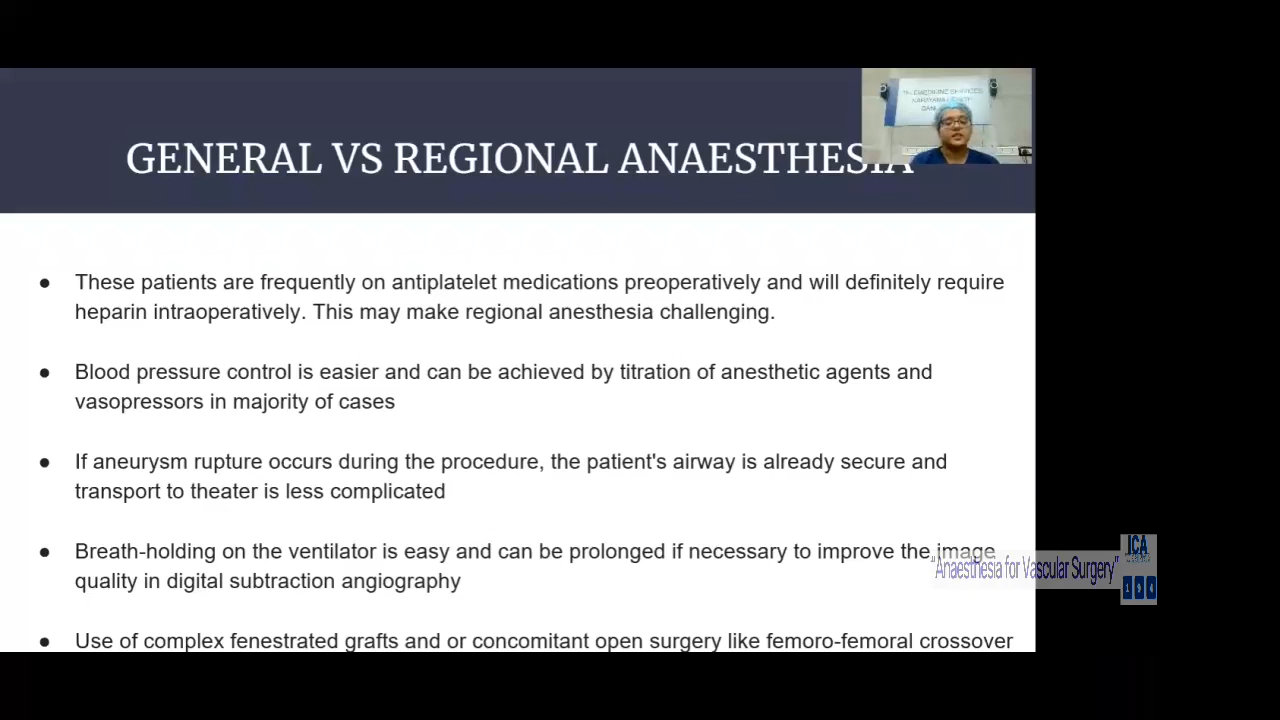 GENERAL VS REGIONAL ANAESTHESIA
● These patients are frequently on antiplatelet medications preoperatively and will definitely require
heparin intraoperatively. This may make regional anesthesia challenging.
● Blood pressure control is easier and can be achieved by titration of anesthetic agents and
vasopressors in majority of cases
● If aneurysm rupture occurs during the procedure, the patient's airway is already secure and
transport to theater is less complicated
● Breath-holding on the ventilator is easy and can be prolonged if necessary to improve the image
quality in digital subtraction angiography
● Use of complex fenestrated grafts and or concomitant open surgery like femoro-femoral crossover
"Anaesthesia for Vascular Surgery"
ICA